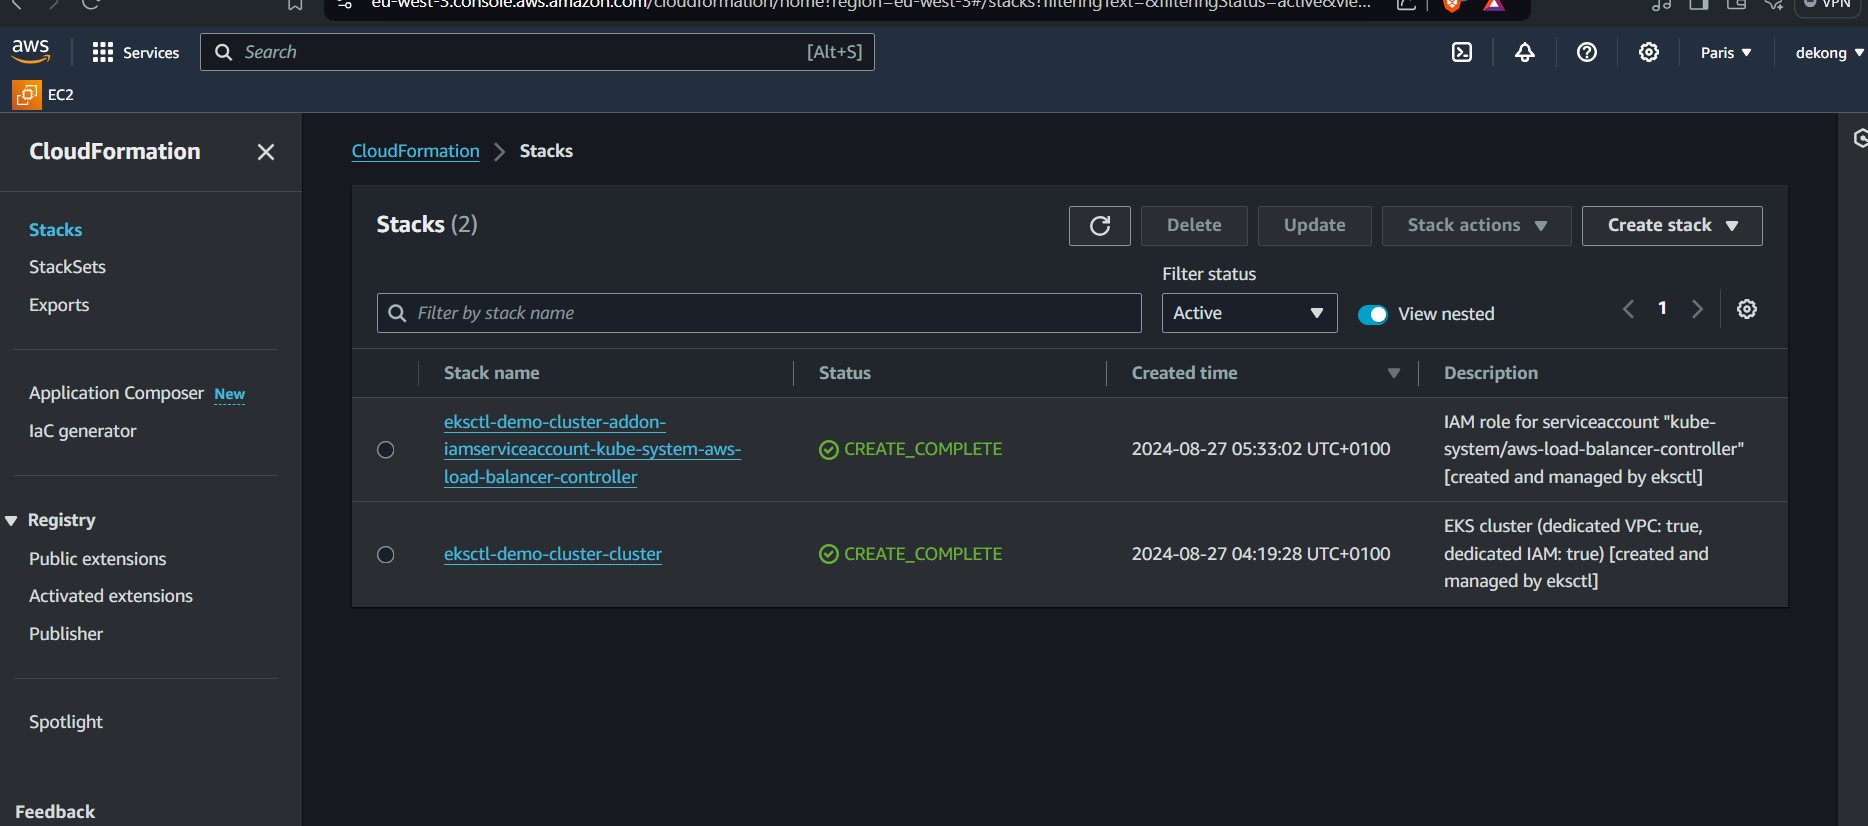 eu-west-3.console.aws.amazon.com/cloudformation/home?region=eu-west-3#/stacks?filteringText=&filteringStatus=active&vie...
VPN
aws
Services
Search
[Alt+S]
Paris
dekong
EC2
CloudFormation
CloudFormation
Stacks
Stacks
StackSets
Exports
Application Composer New
IaC generator
Registry
Public extensions
Activated extensions
Publisher
Spotlight
Feedback
Stacks (2)
Delete
Update
Stack actions
Create stack
Filter status
Filter by stack name
Active
View nested
1
Stack name
Status
Created time
Description
eksctl-demo-cluster-addon-
iamserviceaccount-kube-system-aws-
load-balancer-controller
CREATE_COMPLETE
2024-08-27 05:33:02 UTC+0100
IAM role for serviceaccount "kube-
system/aws-load-balancer-controller"
[created and managed by eksctl]
eksctl-demo-cluster-cluster
CREATE_COMPLETE
2024-08-27 04:19:28 UTC+0100
EKS cluster (dedicated VPC: true,
dedicated IAM: true) [created and
managed by eksctl]